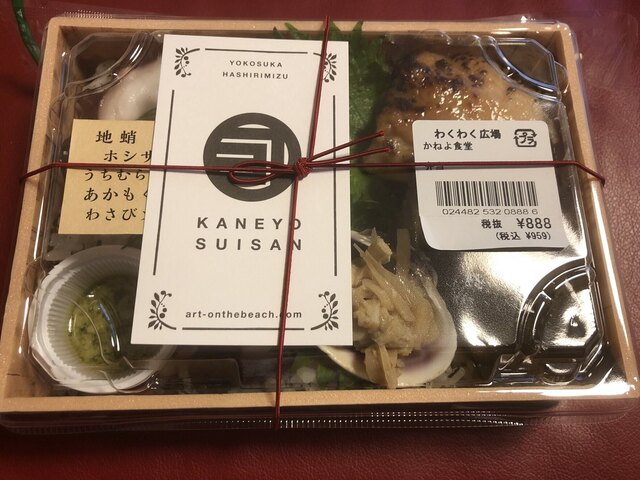 YOKOSUKA
HASHIRIMIZU
KANEYO
SUISAN
art-onthebeach.com
地蛸
ホシサ
うちむら
あかもく
わさび
わくわく広場
かねよ食堂
プラ
024482 532 0888 6
税抜 ¥888
(税込 ¥959)